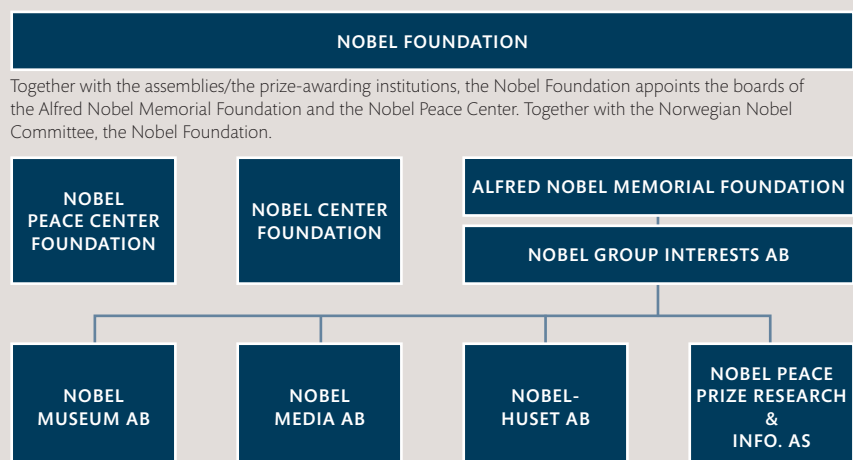 NOBEL FOUNDATION
Together with the assemblies/the prize-awarding institutions, the Nobel Foundation appoints the boards of
the Alfred Nobel Memorial Foundation and the Nobel Peace Center. Together with the Norwegian Nobel
Committee, the Nobel Foundation.
NOBEL
PEACE CENTER
FOUNDATION
NOBEL CENTER
FOUNDATION
ALFRED NOBEL MEMORIAL FOUNDATION
NOBEL GROUP INTERESTS AB
NOBEL
MUSEUM AB
NOBEL
MEDIA AB
NOBEL-
HUSET AB
NOBEL PEACE
PRIZE RESEARCH
&
INFO. AS